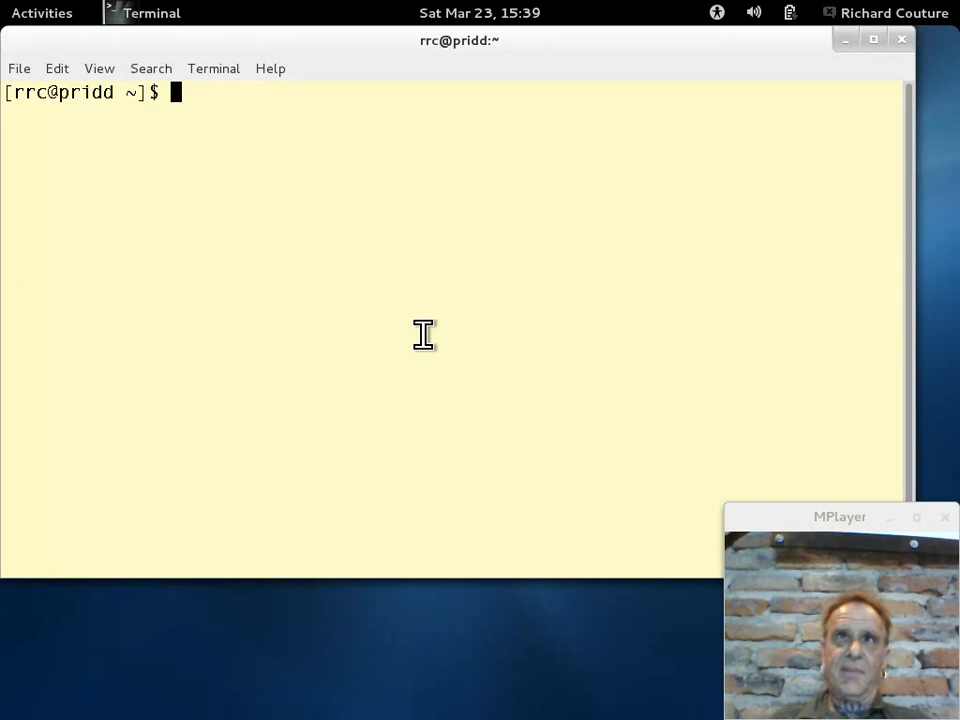 Activities Terminal Sat Mar 23, 15:39 Richard Couture
rrc@pridd:~
File Edit View Search Terminal Help
[rrc@pridd ~]$
MPlayer